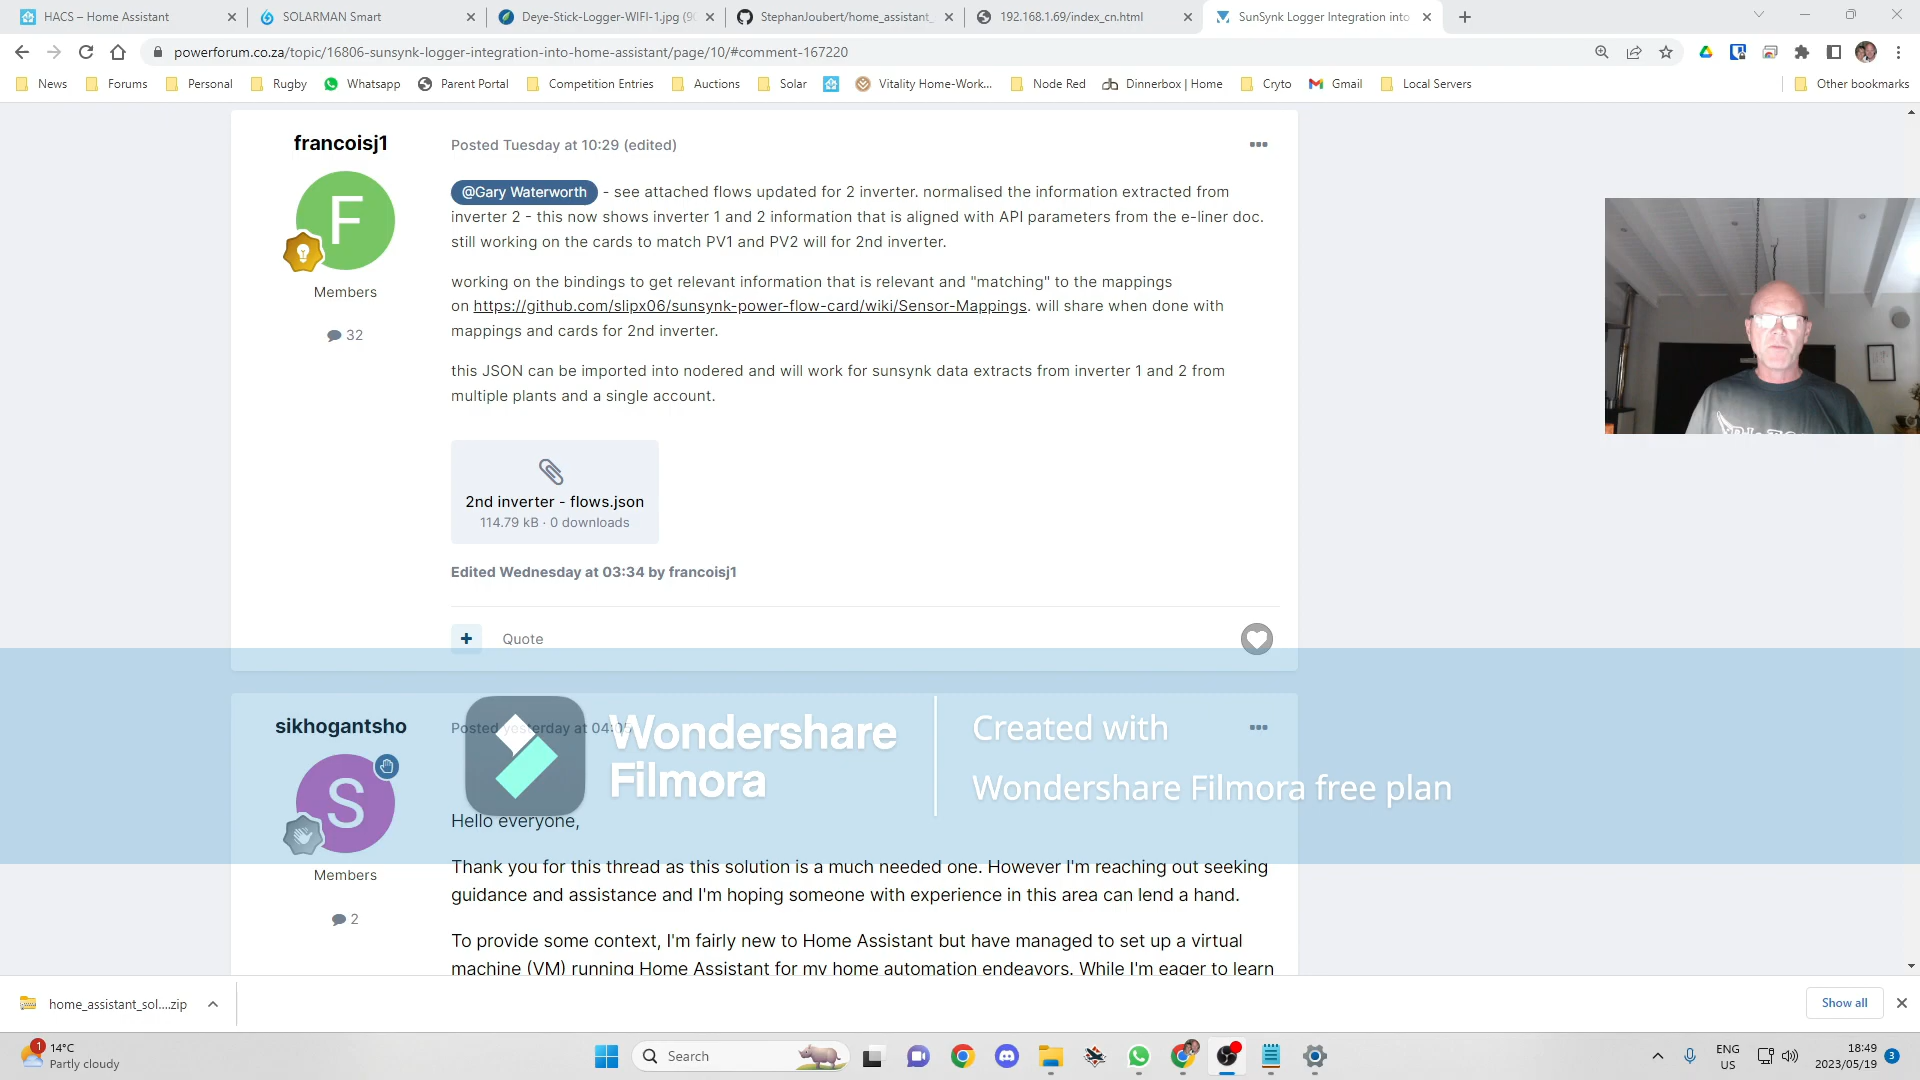 HACS – Home Assistant
SOLARMAN Smart
Deye-Stick-Logger-WIFI-1.jpg (9
StephanJoubert/home_assistant_
192.168.1.69/index_cn.html
SunSynk Logger Integration into
powerforum.co.za/topic/16806-sunsynk-logger-integration-into-home-assistant/page/10/#comment-167220
News Forums Personal Rugby Whatsapp Parent Portal Competition Entries Auctions Solar Vitality Home-Work... Node Red Dinnerbox | Home Cryto Gmail Local Servers Other bookmarks
francoisj1
Posted Tuesday at 10:29 (edited)
F
Members
32
@Gary Waterworth - see attached flows updated for 2 inverter. normalised the information extracted from
inverter 2 - this now shows inverter 1 and 2 information that is aligned with API parameters from the e-liner doc.
still working on the cards to match PV1 and PV2 will for 2nd inverter.
working on the bindings to get relevant information that is relevant and "matching" to the mappings
on https://github.com/slipx06/sunsynk-power-flow-card/wiki/Sensor-Mappings. will share when done with
mappings and cards for 2nd inverter.
this JSON can be imported into nodered and will work for sunsynk data extracts from inverter 1 and 2 from
multiple plants and a single account.
2nd inverter - flows.json
114.79 kB · 0 downloads
Edited Wednesday at 03:34 by francoisj1
+ Quote
sikhogantsho
Posted yesterday at 04:05
S
Members
2
Wondershare
Filmora
Created with
Wondershare Filmora free plan
Hello everyone,
Thank you for this thread as this solution is a much needed one. However I'm reaching out seeking
guidance and assistance and I'm hoping someone with experience in this area can lend a hand.
To provide some context, I'm fairly new to Home Assistant but have managed to set up a virtual
machine (VM) running Home Assistant for my home automation endeavors. While I'm eager to learn
home_assistant_sol....zip
Show all
1
14°C
Partly cloudy
Search
ENG
US
18:49
2023/05/19
3